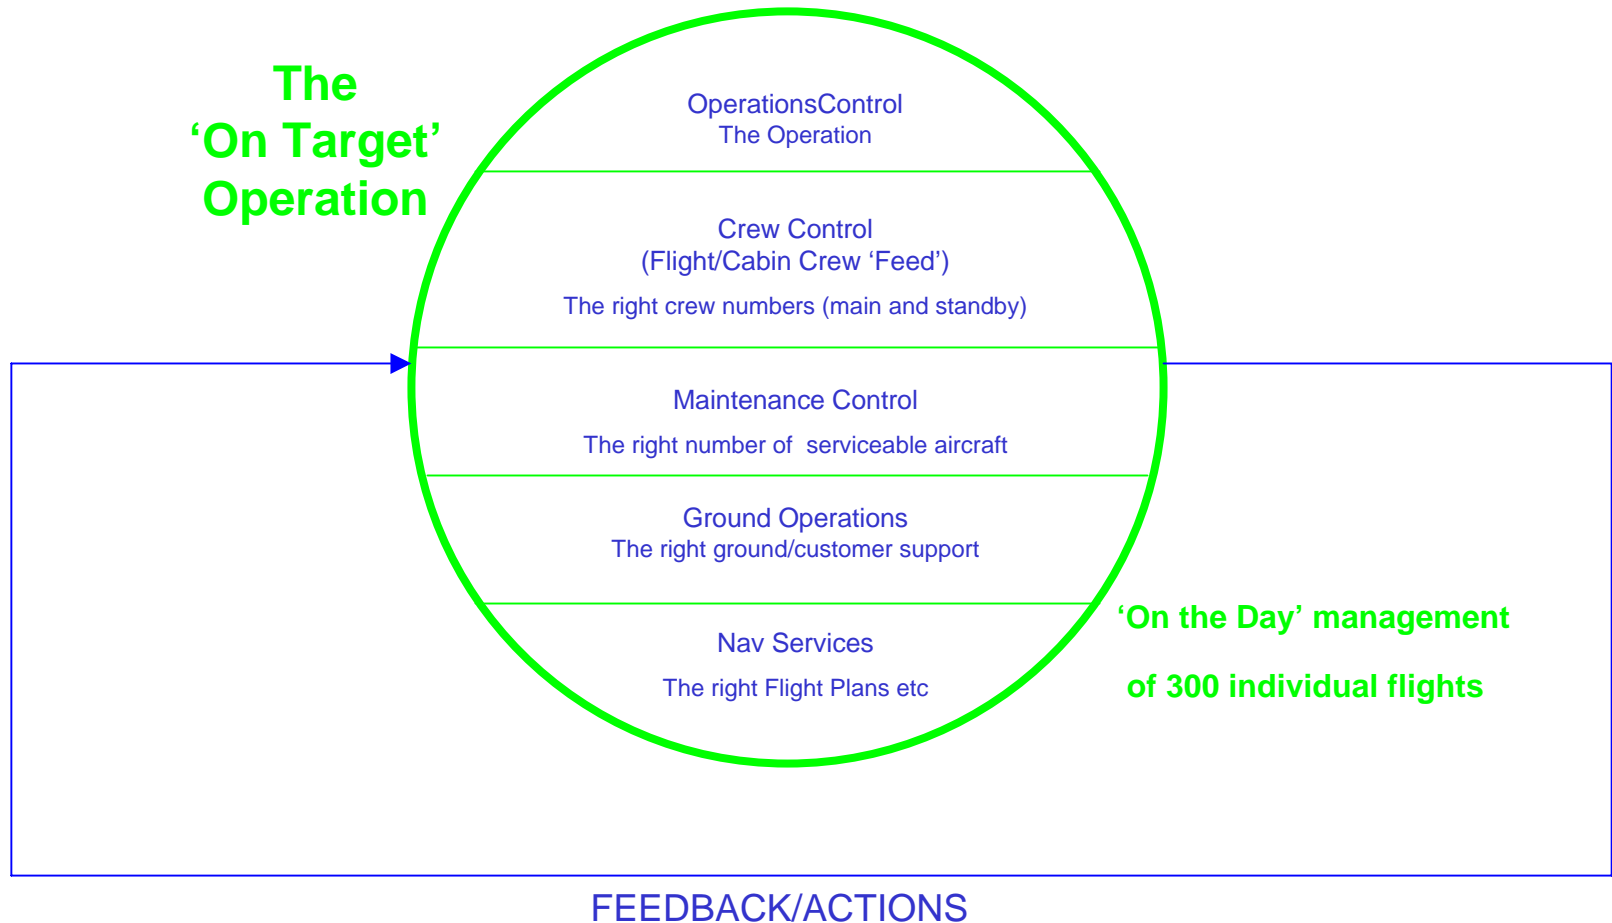 The
‘On Target’
Operation
OperationsControl
The Operation
Crew Control
(Flight/Cabin Crew ‘Feed’)
The right crew numbers (main and standby)
Maintenance Control
The right number of  serviceable aircraft
Ground Operations
The right ground/customer support
Nav Services
The right Flight Plans etc
‘On the Day’ management
of 300 individual flights
FEEDBACK/ACTIONS